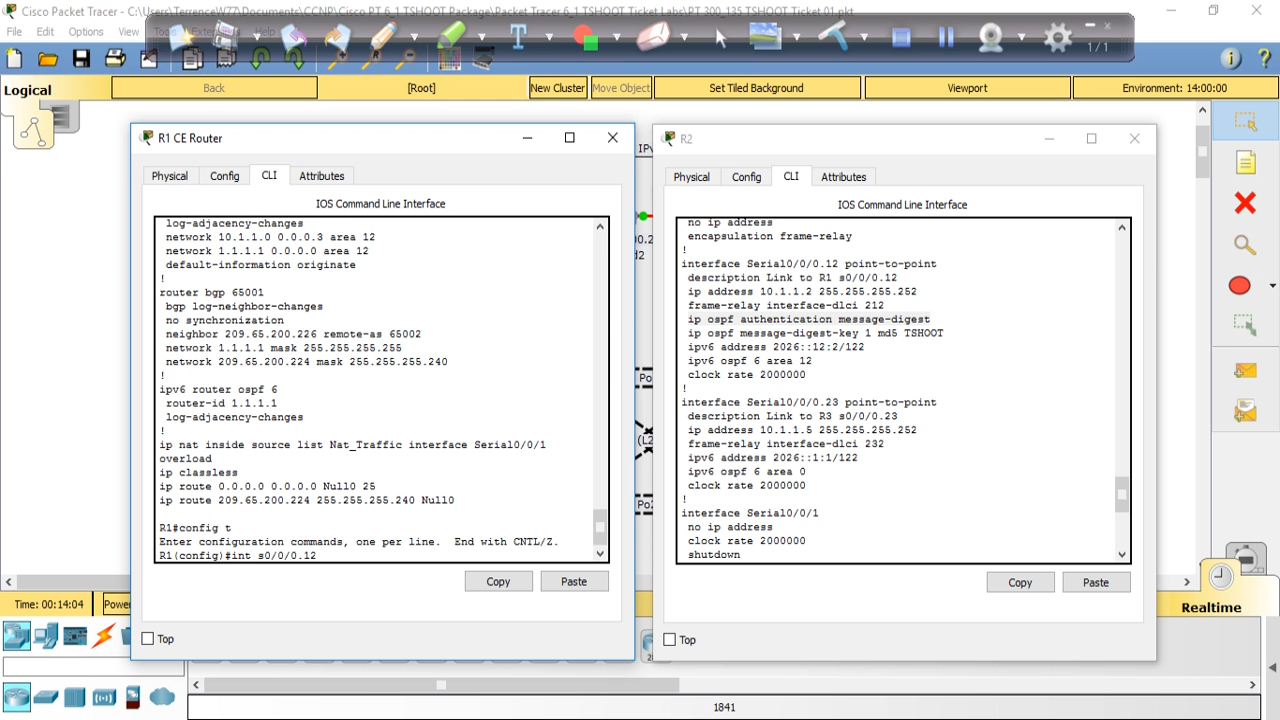 Cisco Packet Tracer - C:\Users\TerrenceW77\Documents\CCNP\Cisco PT 6_1 TSHOOT Package\Packet Tracer 6_1 TSHOOT Ticket Labs\PT 300_135 TSHOOT Ticket 01.pkt
File Edit Options View Tools Extensions Help
1/1
Logical
Back
[Root]
New Cluster
Move Object
Set Tiled Background
Viewport
Environment: 14:00:00
R1 CE Router
Physical Config CLI Attributes
IOS Command Line Interface
log-adjacency-changes
network 10.1.1.0 0.0.0.3 area 12
network 1.1.1.1 0.0.0.0 area 12
default-information originate
!
router bgp 65001
bgp log-neighbor-changes
no synchronization
neighbor 209.65.200.226 remote-as 65002
network 1.1.1.1 mask 255.255.255.255
network 209.65.200.224 mask 255.255.255.240
!
ipv6 router ospf 6
router-id 1.1.1.1
log-adjacency-changes
!
ip nat inside source list Nat_Traffic interface Serial0/0/1
overload
ip classless
ip route 0.0.0.0 0.0.0.0 Null0 25
ip route 209.65.200.224 255.255.255.240 Null0
R1#config t
Enter configuration commands, one per line. End with CNTL/Z.
R1(config)#int s0/0/0.12
Copy
Paste
Top
IPv
00.2
d2
Po
(L2
Po2
R2
Physical Config CLI Attributes
IOS Command Line Interface
no ip address
encapsulation frame-relay
!
interface Serial0/0/0.12 point-to-point
description Link to R1 s0/0/0.12
ip address 10.1.1.2 255.255.255.252
frame-relay interface-dlci 212
ip ospf authentication message-digest
ip ospf message-digest-key 1 md5 TSHOOT
ipv6 address 2026::12:2/122
ipv6 ospf 6 area 12
clock rate 2000000
!
interface Serial0/0/0.23 point-to-point
description Link to R3 s0/0/0.23
ip address 10.1.1.5 255.255.255.252
frame-relay interface-dlci 232
ipv6 address 2026::1:1/122
ipv6 ospf 6 area 0
clock rate 2000000
!
interface Serial0/0/1
no ip address
clock rate 2000000
shutdown
Copy
Paste
Top
Time: 00:14:04
Power
Realtime
1841